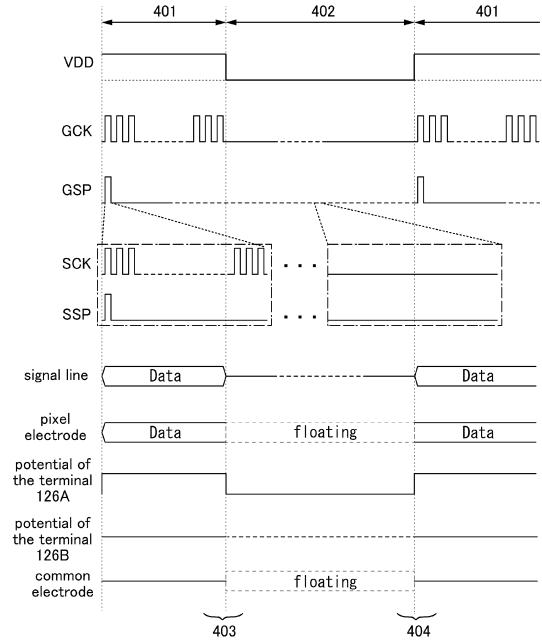 401 402 401
VDD
GCK
GSP
SCK
SSP
signal line Data Data
pixel
electrode Data floating Data
potential of
the terminal
126A
potential of
the terminal
126B
common
electrode floating
403 404